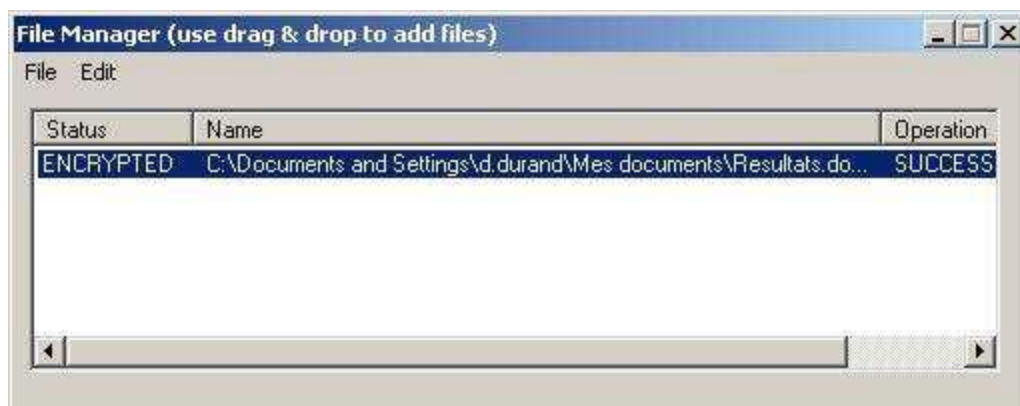 File Manager (use drag & drop to add files)
File Edit
Status Name Operation
ENCRYPTED C:\Documents and Settings\d.durand\Mes documents\Resultats.do... SUCCESS